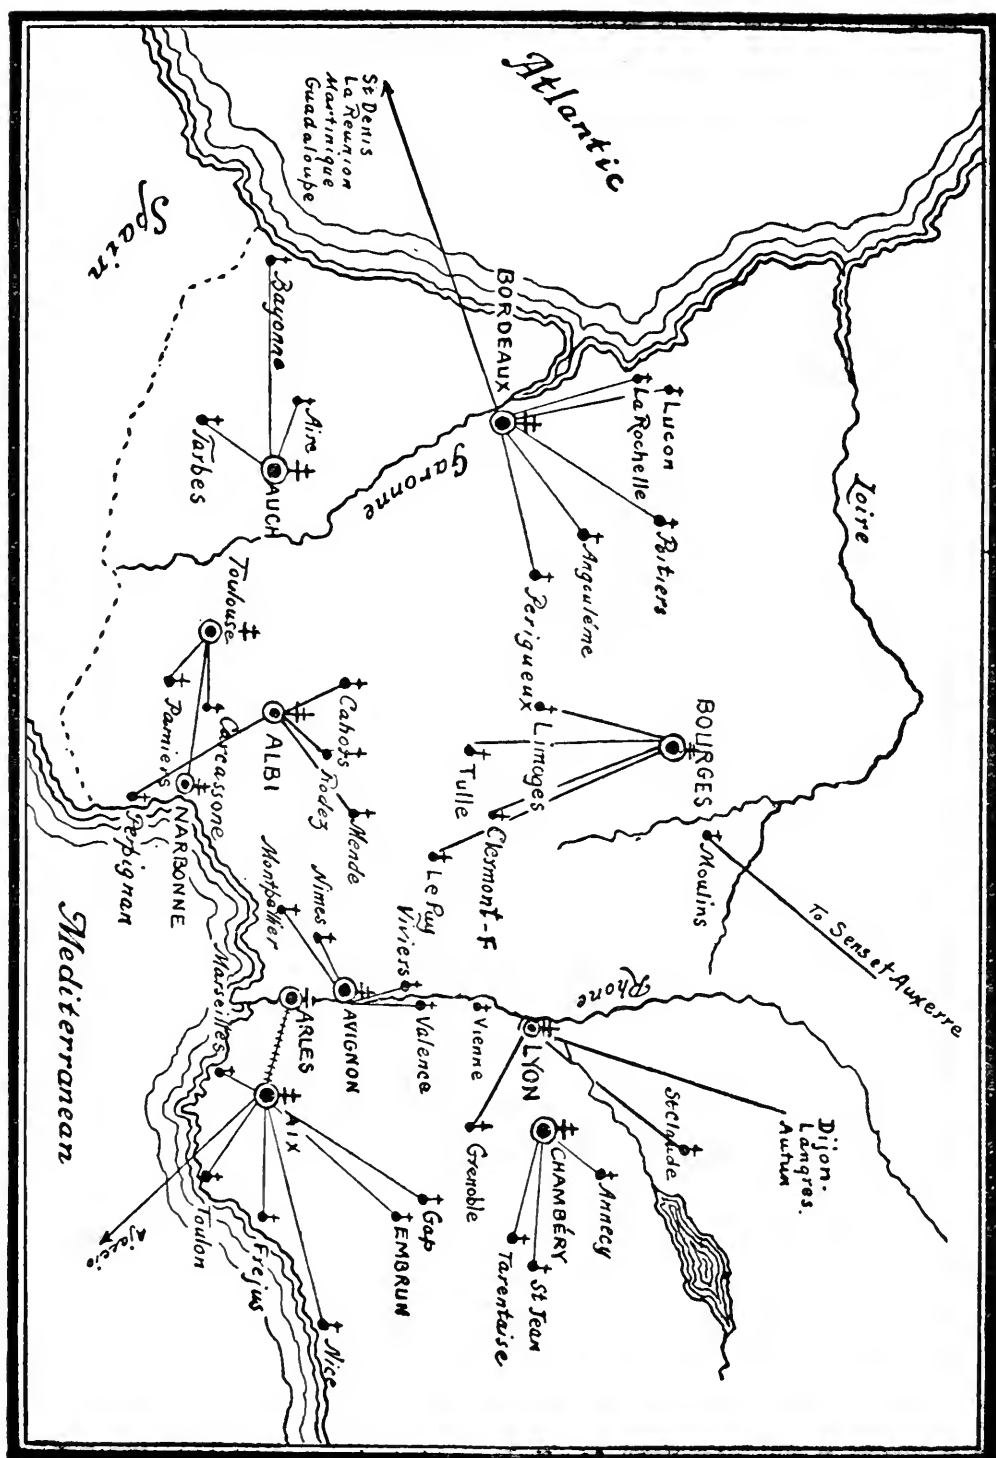 Atlantic
Loire
St Denis
La Reunion
Martinique
Guadaloupe
Spain
BORDEAUX
Lucon
La Rochelle
Poitiers
Angouléme
Perigueux
Garonne
Bayonne
Aire
Tarbes
AUCH
Toulouse
Pamiers
Carcassone
NARBONNE
Perpignan
ALBI
Cahors
Rodez
Mende
BOURGES
Limoges
Tulle
Clermont-F
Le Puy
Moulins
To Sens et Auxerre
Rhone
Montpellier
Nimes
Viviers
AVIGNON
Valence
Vienne
LYON
Grenoble
St Claude
Dijon.
Langres.
Autun
CHAMBÉRY
Annecy
St Jean
Tarentaise
ARLES
Marseilles
AIX
Gap
EMBRUN
Toulon
Frejus
Nice
Ajaccio
Mediterranean